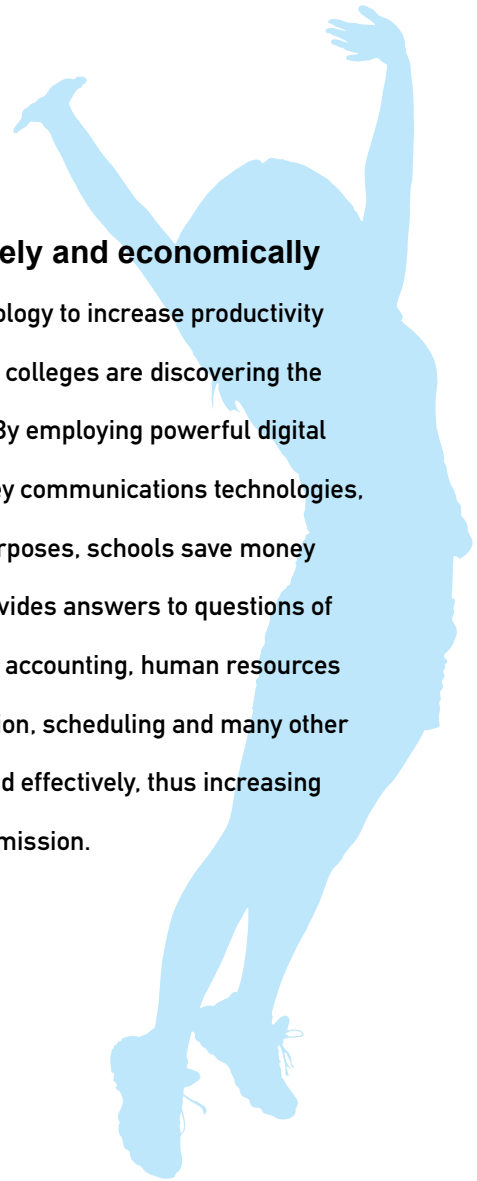 ely and economically
ology to increase productivity
colleges are discovering the
By employing powerful digital
ey communications technologies,
rposes, schools save money
vides answers to questions of
accounting, human resources
ion, scheduling and many other
d effectively, thus increasing
mission.